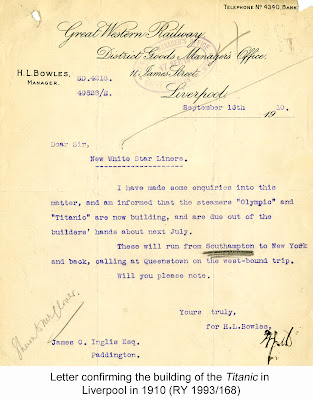 TELEPHONE Nº 4340, BANK
Great Western Railway.
District Goods Manager's Office.
11 James Street.
Liverpool
H.L. BOWLES,
MANAGER.
September 13th 1910.
Dear Sir,
New White Star Liners.
I have made some enquiries into this
matter, and am informed that the steamers "Olympic" and
"Titanic" are now building, and are due out of the
builders' hands about next July.
These will run from Southampton to New York
and back, calling at Queenstown on the west-bound trip.
Will you please note.
Yours truly,
for H.L.Bowles.
James C. Inglis Esq.,
Paddington.
Letter confirming the building of the Titanic in
Liverpool in 1910 (RY 1993/168)